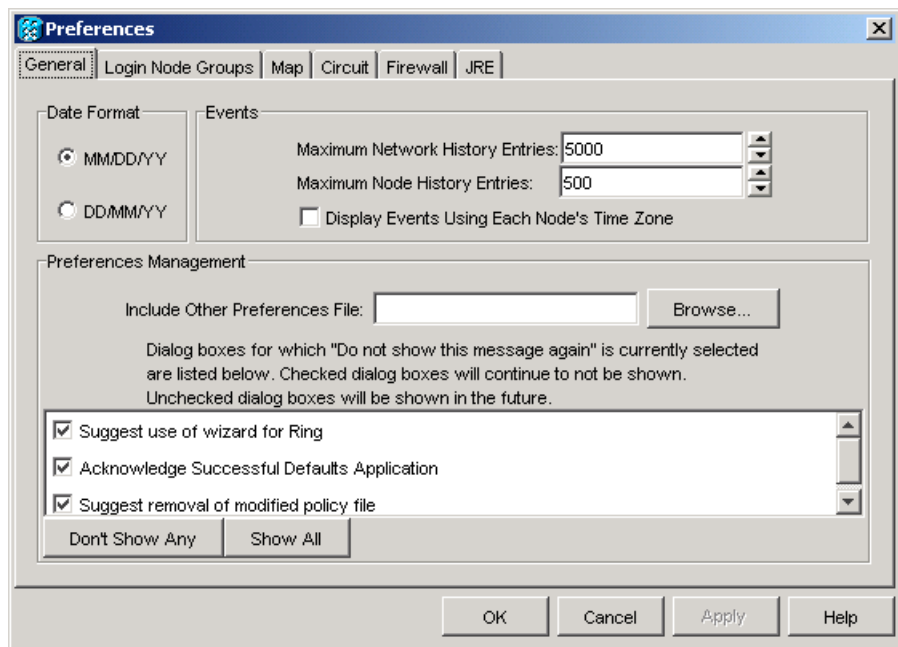 Preferences
General Login Node Groups Map Circuit Firewall JRE
Date Format
MM/DD/YY
DD/MM/YY
Events
Maximum Network History Entries: 5000
Maximum Node History Entries: 500
Display Events Using Each Node's Time Zone
Preferences Management
Include Other Preferences File: Browse...
Dialog boxes for which "Do not show this message again" is currently selected
are listed below. Checked dialog boxes will continue to not be shown.
Unchecked dialog boxes will be shown in the future.
Suggest use of wizard for Ring
Acknowledge Successful Defaults Application
Suggest removal of modified policy file
Don't Show Any Show All
OK Cancel Apply Help